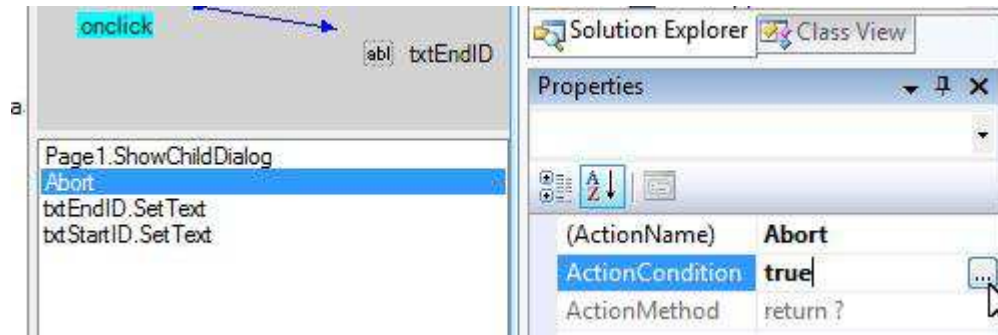 onclick
abl txtEndID
a
Page1.ShowChildDialog
Abort
txtEndID.SetText
txtStartID.SetText
Solution Explorer Class View
Properties
(ActionName) Abort
ActionCondition true ...
ActionMethod return ?